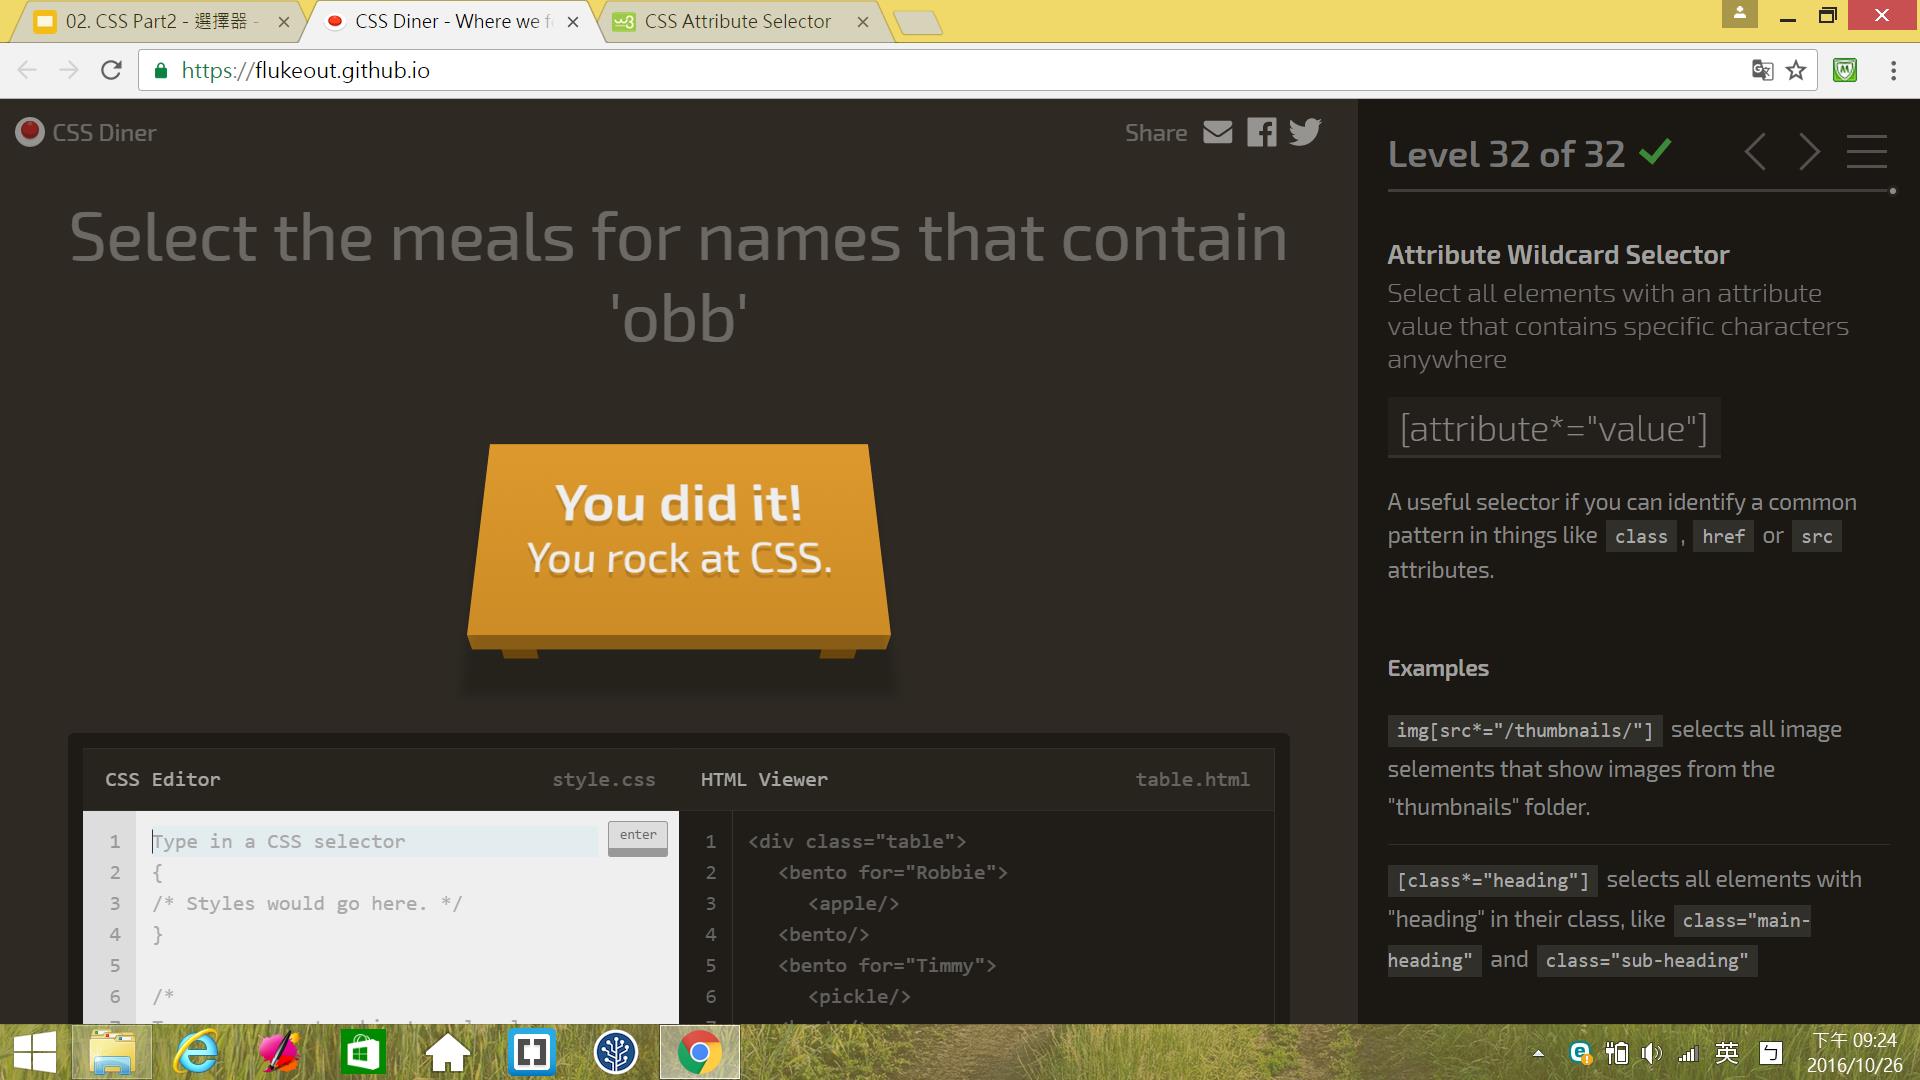 02. CSS Part2 - 選擇器 -
CSS Diner - Where we f
CSS Attribute Selector
https://flukeout.github.io
CSS Diner
Share
Select the meals for names that contain
'obb'
You did it!
You rock at CSS.
CSS Editor
style.css
HTML Viewer
table.html
1 Type in a CSS selector
enter
2 {
3 /* Styles would go here. */
4 }
5
6 /*
1 <div class="table">
2 <bento for="Robbie">
3 <apple/>
4 <bento/>
5 <bento for="Timmy">
6 <pickle/>
Level 32 of 32
Attribute Wildcard Selector
Select all elements with an attribute
value that contains specific characters
anywhere
[attribute*="value"]
A useful selector if you can identify a common
pattern in things like class , href or src
attributes.
Examples
img[src*="/thumbnails/"] selects all image
selements that show images from the
"thumbnails" folder.
[class*="heading"] selects all elements with
"heading" in their class, like class="main-
heading" and class="sub-heading"
英
ㄅ
下午 09:24
2016/10/26